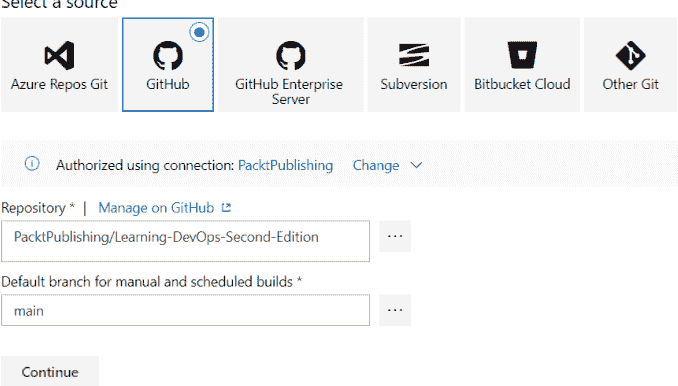 Select a source
Azure Repos Git
GitHub
GitHub Enterprise
Server
Subversion
Bitbucket Cloud
Other Git
Authorized using connection: PacktPublishing Change
Repository * | Manage on GitHub
PacktPublishing/Learning-DevOps-Second-Edition
...
Default branch for manual and scheduled builds *
main
...
Continue